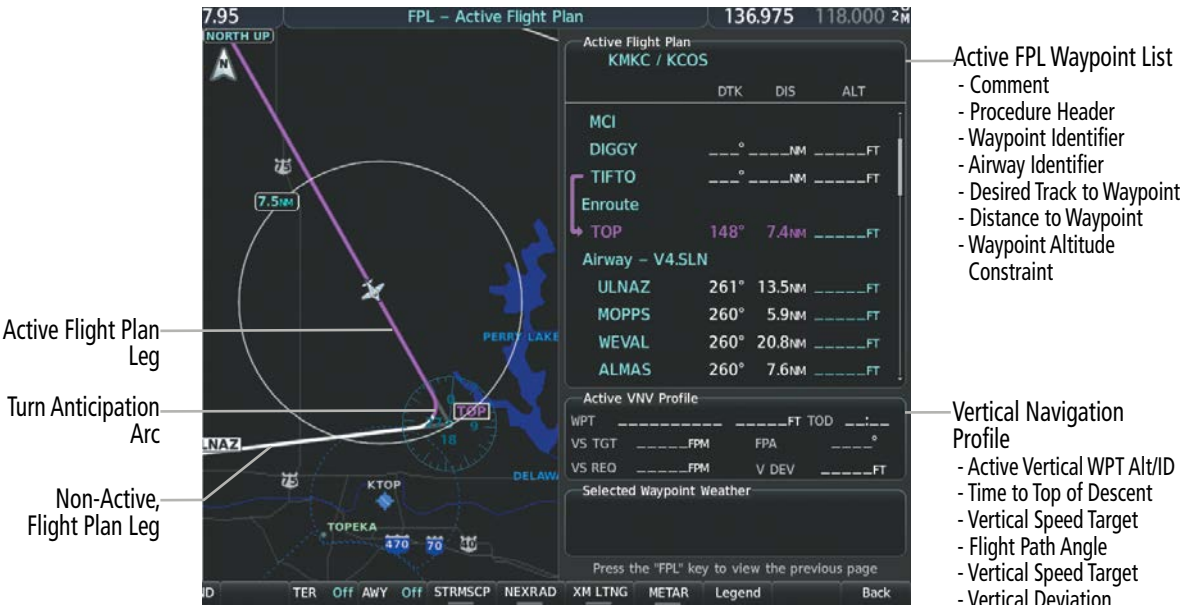 7.95 FPL – Active Flight Plan 136.975 118.000
NORTH UP
N
7.5NM
PERRY LAKE
TOP
9
18
LNAZ
DELAW
KTOP
TOPEKA
470 70 40
Active Flight Plan
KMKC / KCOS
DTK DIS ALT
MCI
DIGGY ___° ____NM _____FT
TIFTO ___° ____NM _____FT
Enroute
TOP 148° 7.4NM _____FT
Airway – V4.SLN
ULNAZ 261° 13.5NM _____FT
MOPPS 260° 5.9NM _____FT
WEVAL 260° 20.8NM _____FT
ALMAS 260° 7.6NM _____FT
Active VNV Profile
WPT __________ _____FT TOD __:__
VS TGT _____FPM FPA ____°
VS REQ _____FPM V DEV _____FT
Selected Waypoint Weather
Press the "FPL" key to view the previous page
TER Off AWY Off STRMSCP NEXRAD XM LTNG METAR Legend Back
Active Flight Plan
Leg
Turn Anticipation
Arc
Non-Active,
Flight Plan Leg
Active FPL Waypoint List
- Comment
- Procedure Header
- Waypoint Identifier
- Airway Identifier
- Desired Track to Waypoint
- Distance to Waypoint
- Waypoint Altitude
Constraint
Vertical Navigation
Profile
- Active Vertical WPT Alt/ID
- Time to Top of Descent
- Vertical Speed Target
- Flight Path Angle
- Vertical Speed Target
- Vertical Deviation